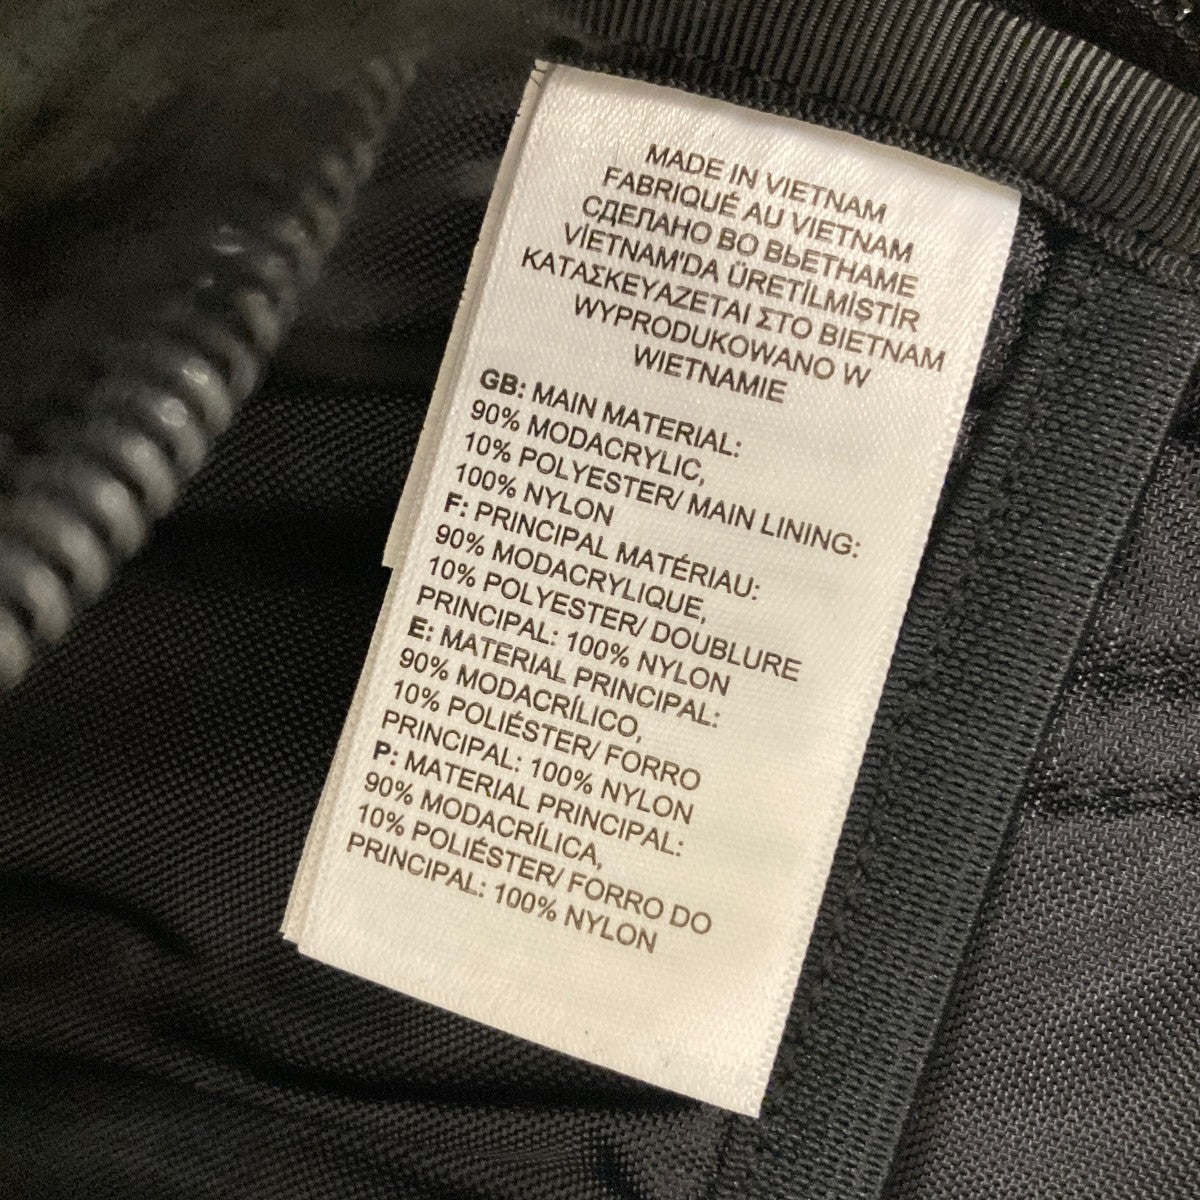 MADE IN VIETNAM
FABRIQUÉ AU VIETNAM
СДЕЛАНО ВО ВЬЕТНАМЕ
VİETNAM'DA ÜRETİLMİŞTİR
ΚΑΤΑΣΚΕΥΑΖΕΤΑΙ ΣΤΟ ΒΙΕΤΝΑΜ
WYPRODUKOWANO W
WIETNAMIE
GB: MAIN MATERIAL:
90% MODACRYLIC,
10% POLYESTER/ MAIN LINING:
100% NYLON
F: PRINCIPAL MATÉRIAU:
90% MODACRYLIQUE,
10% POLYESTER/ DOUBLURE
PRINCIPAL: 100% NYLON
E: MATERIAL PRINCIPAL:
90% MODACRÍLICO,
10% POLIÉSTER/ FORRO
PRINCIPAL: 100% NYLON
P: MATERIAL PRINCIPAL:
90% MODACRÍLICA,
10% POLIÉSTER/ FORRO DO
PRINCIPAL: 100% NYLON